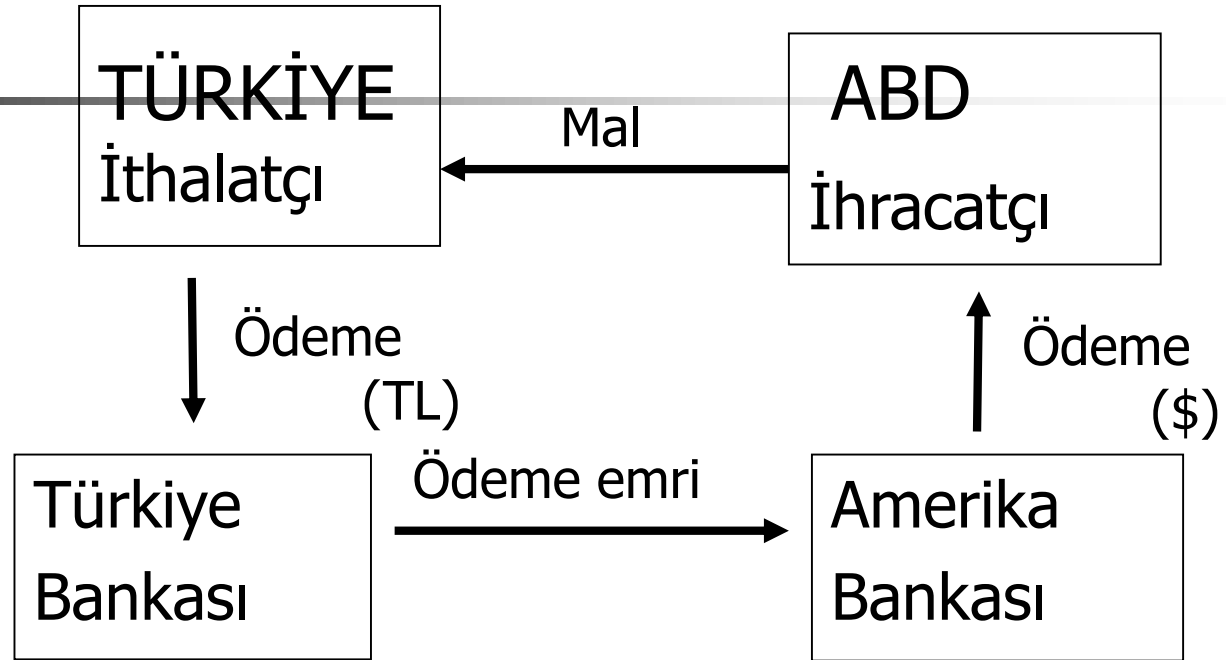 TÜRKİYE
İthalatçı
Mal
ABD
İhracatçı
Ödeme
(TL)
Ödeme
($)
Türkiye
Bankası
Ödeme emri
Amerika
Bankası